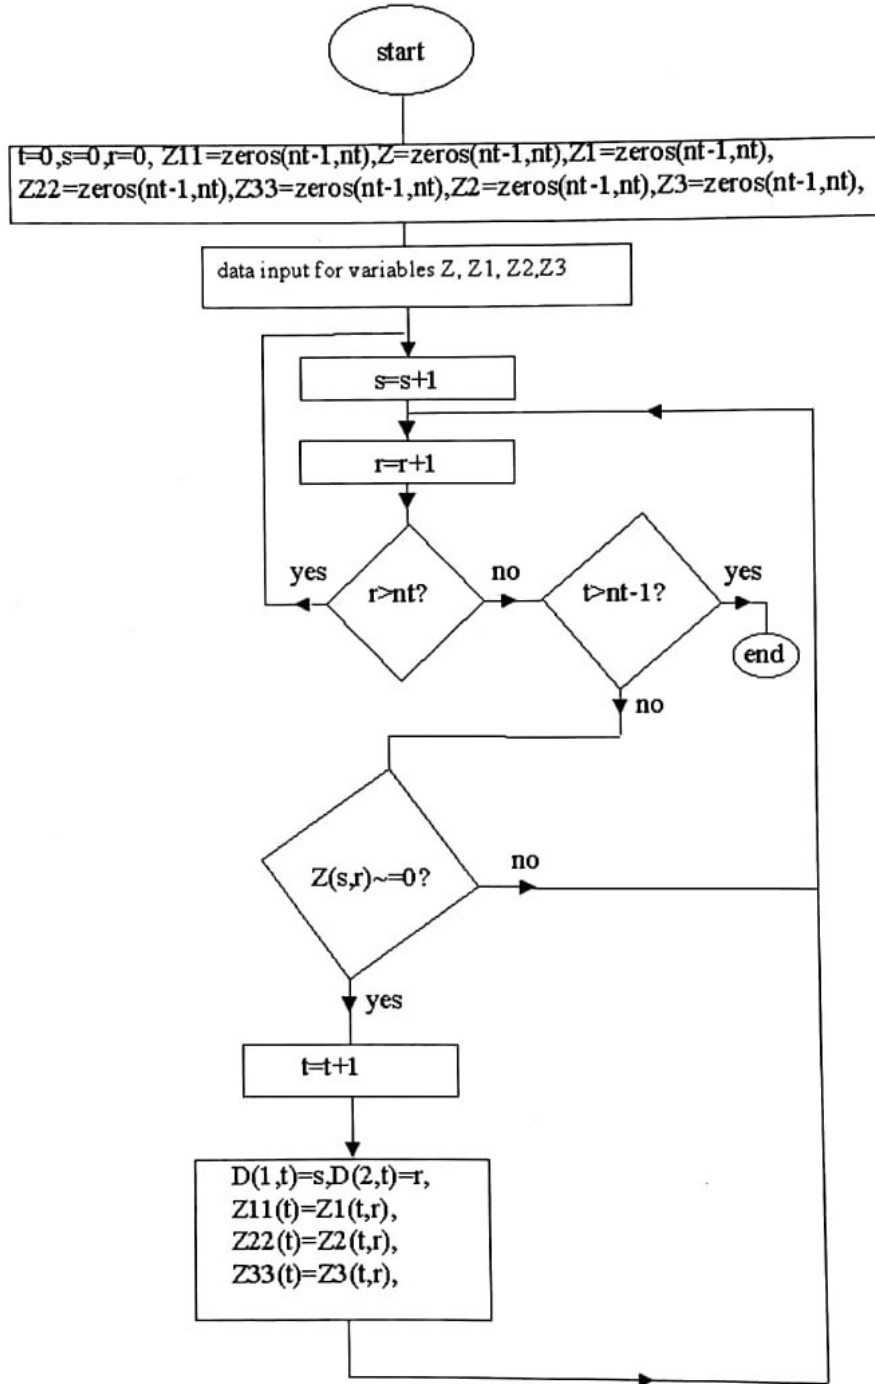 start
t=0,s=0,r=0, Z11=zeros(nt-1,nt),Z=zeros(nt-1,nt),Z1=zeros(nt-1,nt),
Z22=zeros(nt-1,nt),Z33=zeros(nt-1,nt),Z2=zeros(nt-1,nt),Z3=zeros(nt-1,nt),
data input for variables Z, Z1, Z2,Z3
s=s+1
r=r+1
yes
r>nt?
no
t>nt-1?
yes
end
no
Z(s,r)~=0?
no
yes
t=t+1
D(1,t)=s,D(2,t)=r,
Z11(t)=Z1(t,r),
Z22(t)=Z2(t,r),
Z33(t)=Z3(t,r),